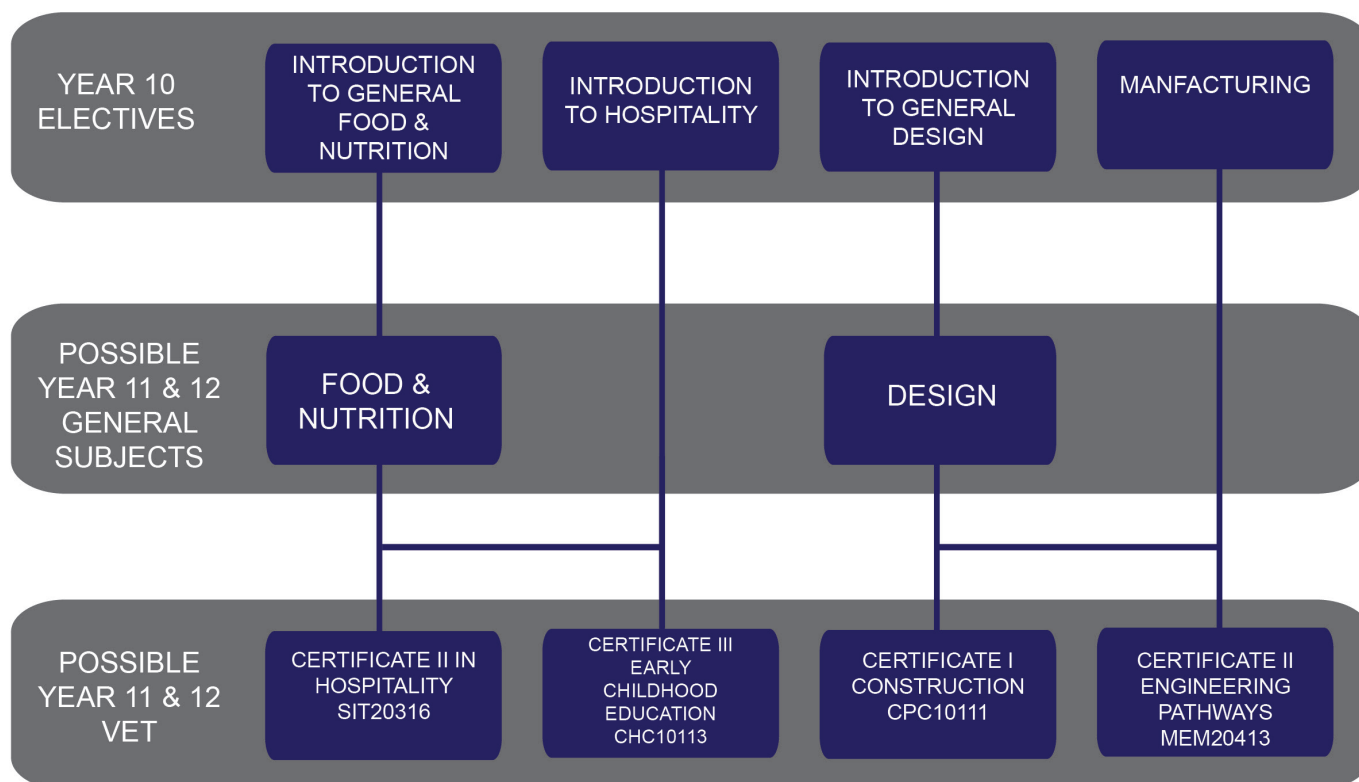 YEAR 10
ELECTIVES
INTRODUCTION
TO GENERAL
FOOD &
NUTRITION
INTRODUCTION
TO HOSPITALITY
INTRODUCTION
TO GENERAL
DESIGN
MANFACTURING
POSSIBLE
YEAR 11 & 12
GENERAL
SUBJECTS
FOOD &
NUTRITION
DESIGN
POSSIBLE
YEAR 11 & 12
VET
CERTIFICATE II IN
HOSPITALITY
SIT20316
CERTIFICATE III
EARLY
CHILDHOOD
EDUCATION
CHC10113
CERTIFICATE I
CONSTRUCTION
CPC10111
CERTIFICATE II
ENGINEERING
PATHWAYS
MEM20413